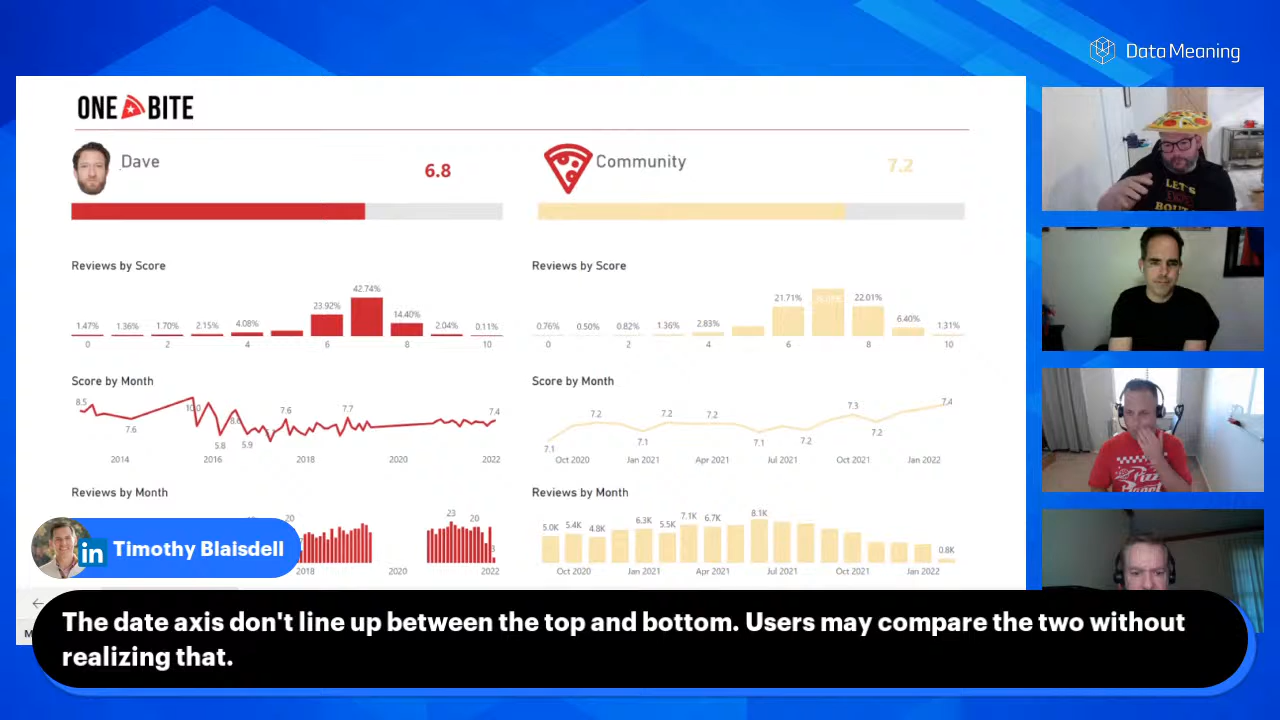 Data Meaning
ONE BITE
Dave
6.8
Community
7.2
Reviews by Score
1.47% 1.36% 1.70% 2.15% 4.08% 23.92% 42.74% 14.40% 2.04% 0.11%
0 2 4 6 8 10
Reviews by Score
0.76% 0.50% 0.82% 1.36% 2.83% 21.71% 22.01% 6.40% 1.31%
0 2 4 6 8 10
Score by Month
8.5 7.6 10.0 5.8 8.6 5.9 7.6 7.7 7.4
2014 2016 2018 2020 2022
Score by Month
7.1 7.2 7.1 7.2 7.2 7.1 7.2 7.3 7.2 7.4
Oct 2020 Jan 2021 Apr 2021 Jul 2021 Oct 2021 Jan 2022
Reviews by Month
20 23 20 3
2018 2020 2022
Reviews by Month
5.0K 5.4K 4.8K 6.3K 5.5K 7.1K 6.7K 8.1K 0.8K
Oct 2020 Jan 2021 Apr 2021 Jul 2021 Oct 2021 Jan 2022
LET'S
BOUT
in Timothy Blaisdell
The date axis don't line up between the top and bottom. Users may compare the two without
realizing that.